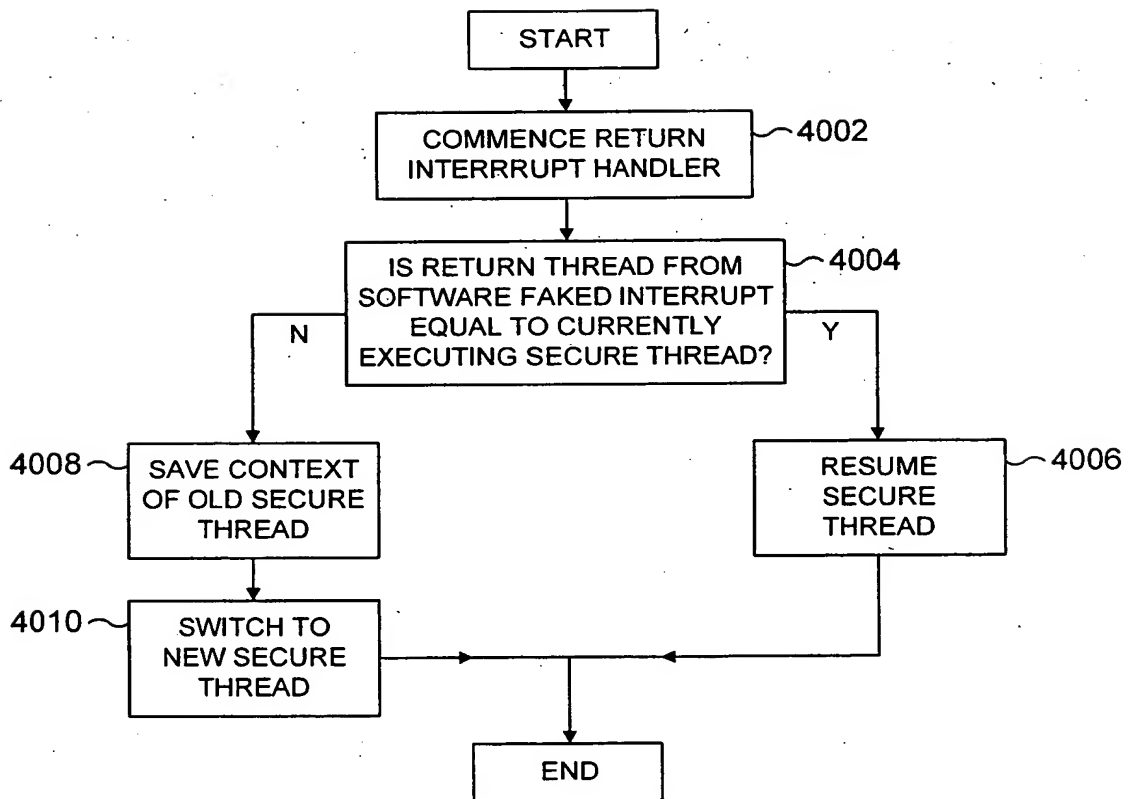 START
COMMENCE RETURN
INTERRRUPT HANDLER
4002
IS RETURN THREAD FROM
SOFTWARE FAKED INTERRUPT
EQUAL TO CURRENTLY
EXECUTING SECURE THREAD?
4004
N
Y
4008
SAVE CONTEXT
OF OLD SECURE
THREAD
RESUME
SECURE
THREAD
4006
4010
SWITCH TO
NEW SECURE
THREAD
END